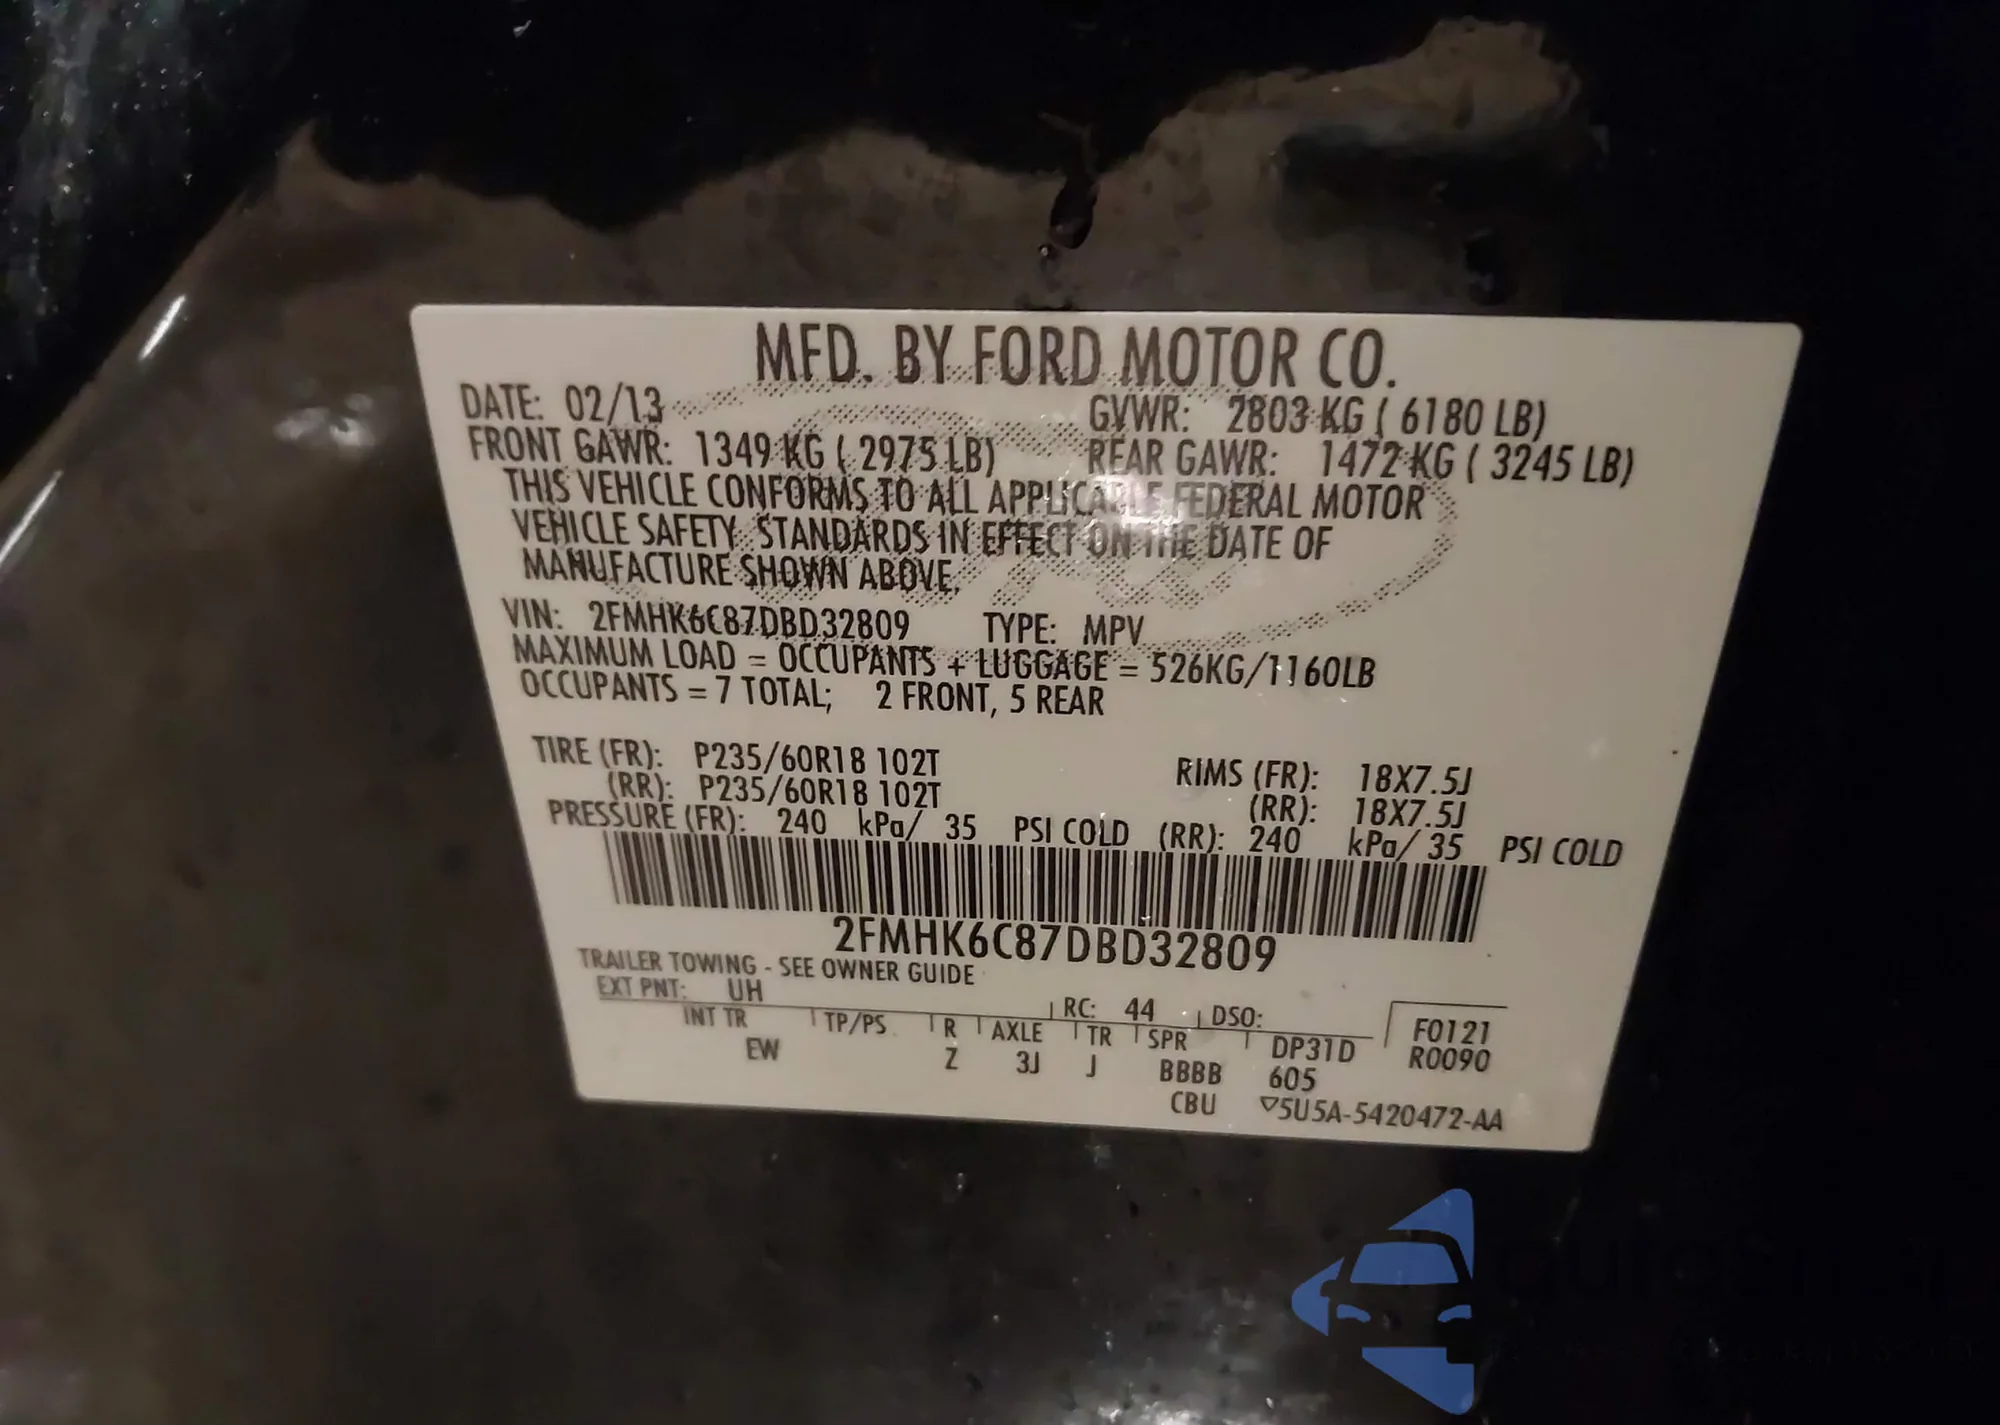 MFD. BY FORD MOTOR CO.
DATE: 02/13 GVWR: 2803 KG ( 6180 LB)
FRONT GAWR: 1349 KG ( 2975 LB) REAR GAWR: 1472 KG ( 3245 LB)
THIS VEHICLE CONFORMS TO ALL APPLICABLE FEDERAL MOTOR
VEHICLE SAFETY STANDARDS IN EFFECT ON THE DATE OF
MANUFACTURE SHOWN ABOVE.
VIN: 2FMHK6C87DBD32809 TYPE: MPV
MAXIMUM LOAD = OCCUPANTS + LUGGAGE = 526KG/1160LB
OCCUPANTS = 7 TOTAL; 2 FRONT, 5 REAR
TIRE (FR): P235/60R18 102T RIMS (FR): 18X7.5J
(RR): P235/60R18 102T (RR): 18X7.5J
PRESSURE (FR): 240 kPa/ 35 PSI COLD (RR): 240 kPa/ 35 PSI COLD
2FMHK6C87DBD32809
TRAILER TOWING - SEE OWNER GUIDE
EXT PNT: UH RC: 44 DSO: F0121
INT TR TP/PS R AXLE TR SPR DP31D R0090
EW Z 3J J BBBB 605
CBU ▽5U5A-5420472-AA